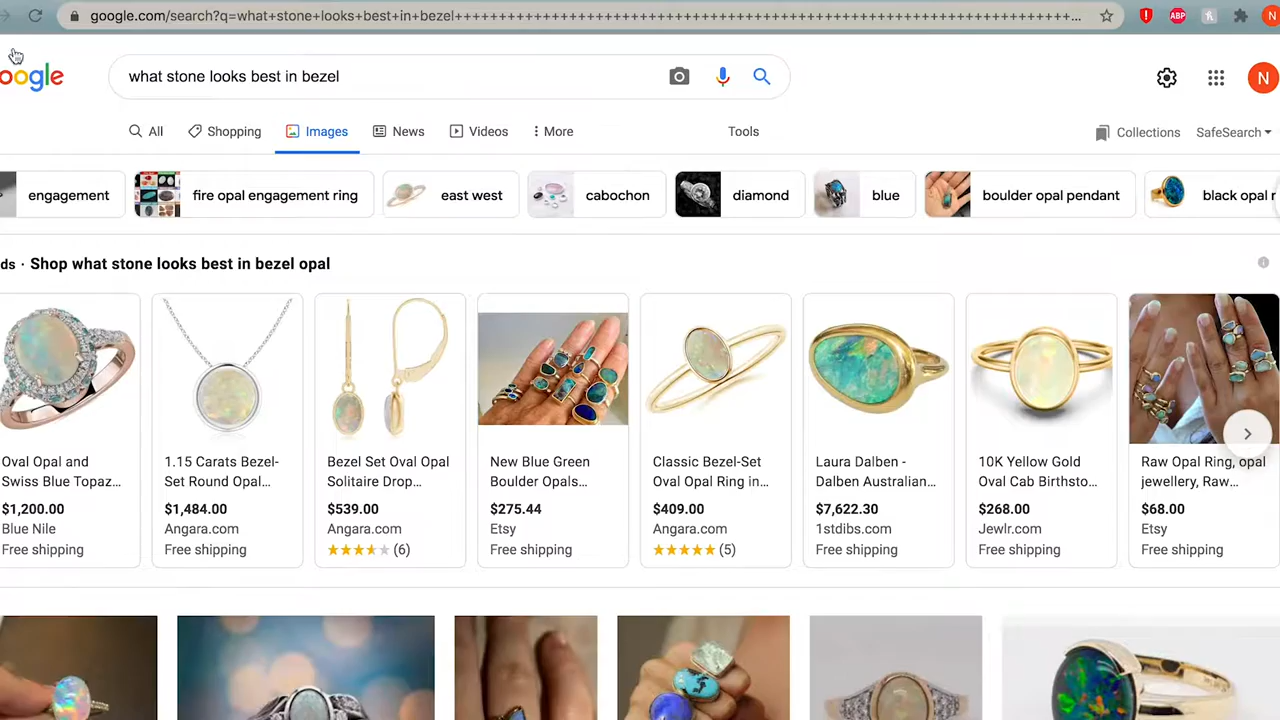 google.com/search?q=what+stone+looks+best+in+bezel++++++++++++++++++++++++++++++++++++++++++++++++++++++++++++++++++++++...
ABP
N
oogle
what stone looks best in bezel
N
All
Shopping
Images
News
Videos
More
Tools
Collections
SafeSearch
engagement
fire opal engagement ring
east west
cabochon
diamond
blue
boulder opal pendant
black opal r
ds · Shop what stone looks best in bezel opal
Oval Opal and
Swiss Blue Topaz...
$1,200.00
Blue Nile
Free shipping
1.15 Carats Bezel-
Set Round Opal...
$1,484.00
Angara.com
Free shipping
Bezel Set Oval Opal
Solitaire Drop...
$539.00
Angara.com
(6)
New Blue Green
Boulder Opals...
$275.44
Etsy
Free shipping
Classic Bezel-Set
Oval Opal Ring in...
$409.00
Angara.com
(5)
Laura Dalben -
Dalben Australian...
$7,622.30
1stdibs.com
Free shipping
10K Yellow Gold
Oval Cab Birthsto...
$268.00
Jewlr.com
Free shipping
Raw Opal Ring, opal
jewellery, Raw...
$68.00
Etsy
Free shipping